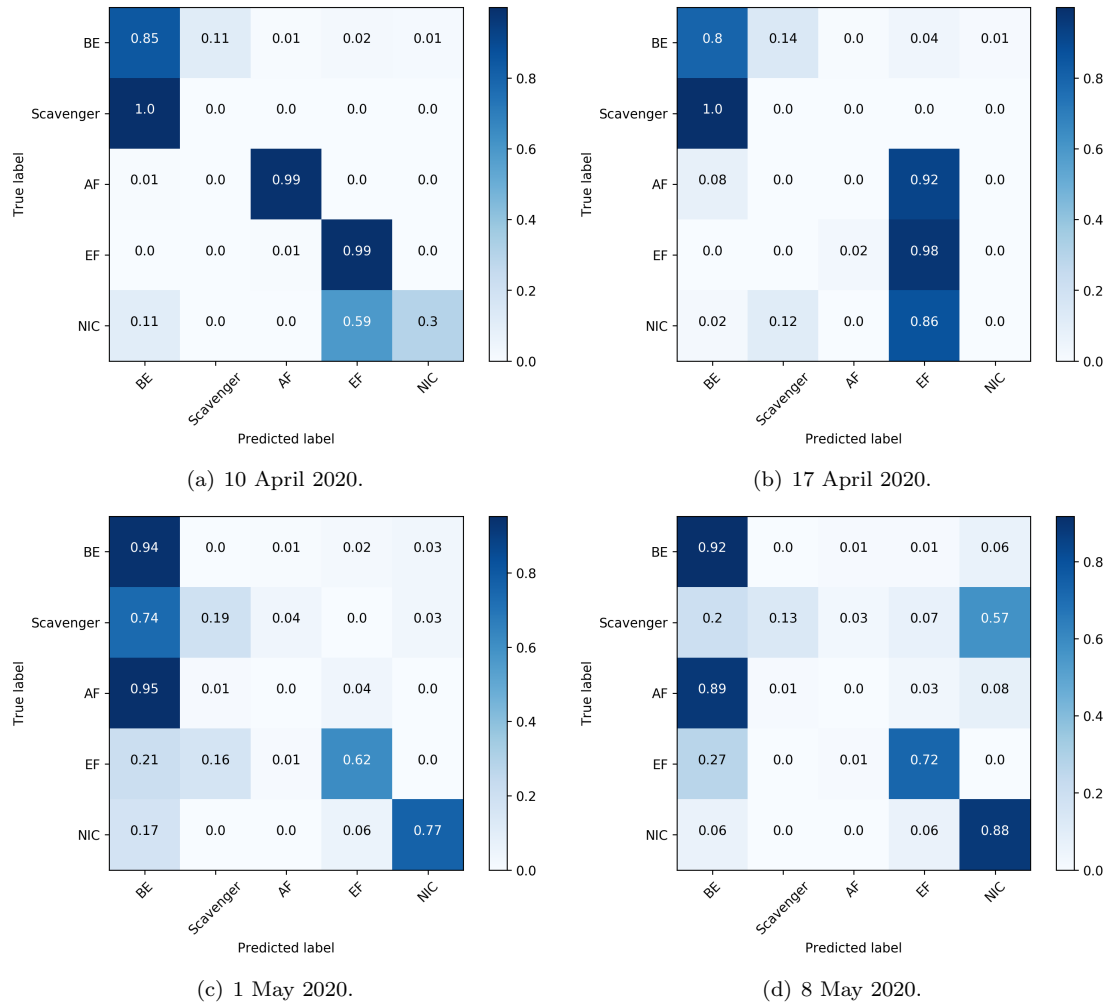 BE 0.85 0.11 0.01 0.02 0.01
Scavenger 1.0 0.0 0.0 0.0 0.0
AF 0.01 0.0 0.99 0.0 0.0
EF 0.0 0.0 0.01 0.99 0.0
NIC 0.11 0.0 0.0 0.59 0.3
True label
BE Scavenger AF EF NIC
Predicted label
0.8
0.6
0.4
0.2
0.0
(a) 10 April 2020.
BE 0.8 0.14 0.0 0.04 0.01
Scavenger 1.0 0.0 0.0 0.0 0.0
AF 0.08 0.0 0.0 0.92 0.0
EF 0.0 0.0 0.02 0.98 0.0
NIC 0.02 0.12 0.0 0.86 0.0
True label
BE Scavenger AF EF NIC
Predicted label
0.8
0.6
0.4
0.2
0.0
(b) 17 April 2020.
BE 0.94 0.0 0.01 0.02 0.03
Scavenger 0.74 0.19 0.04 0.0 0.03
AF 0.95 0.01 0.0 0.04 0.0
EF 0.21 0.16 0.01 0.62 0.0
NIC 0.17 0.0 0.0 0.06 0.77
True label
BE Scavenger AF EF NIC
Predicted label
0.8
0.6
0.4
0.2
0.0
(c) 1 May 2020.
BE 0.92 0.0 0.01 0.01 0.06
Scavenger 0.2 0.13 0.03 0.07 0.57
AF 0.89 0.01 0.0 0.03 0.08
EF 0.27 0.0 0.01 0.72 0.0
NIC 0.06 0.0 0.0 0.06 0.88
True label
BE Scavenger AF EF NIC
Predicted label
0.8
0.6
0.4
0.2
0.0
(d) 8 May 2020.